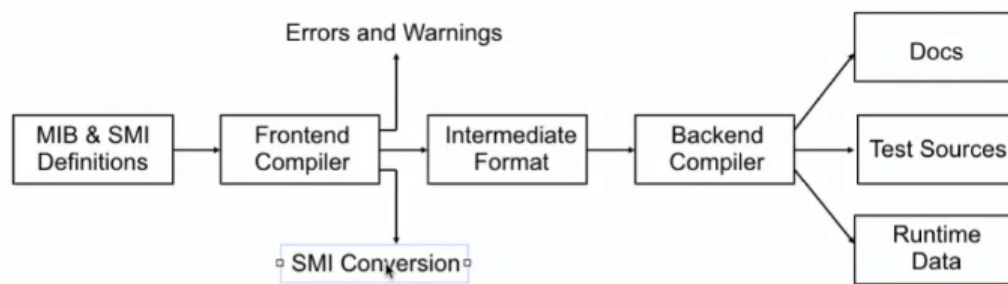 Errors and Warnings
Docs
MIB & SMI
Definitions
Frontend
Compiler
Intermediate
Format
Backend
Compiler
Test Sources
SMI Conversion
Runtime
Data